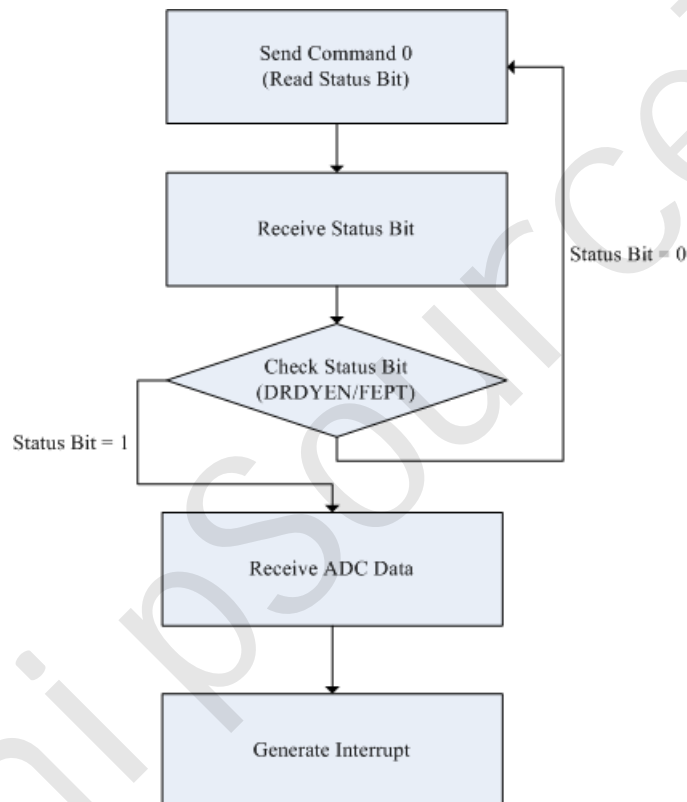 Send Command 0
(Read Status Bit)
Receive Status Bit
Status Bit = 0
Check Status Bit
(DRDYEN/FEPT)
Status Bit = 1
Receive ADC Data
Generate Interrupt
hipSource